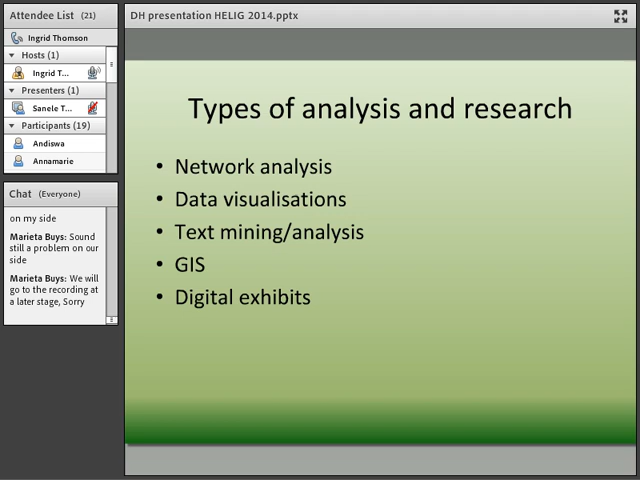 Attendee List (21)
Ingrid Thomson
Hosts (1)
Ingrid T...
Presenters (1)
Sanele T...
Participants (19)
Andiswa
Annamarie
Chat (Everyone)
on my side
Marieta Buys: Sound
still a problem on our
side
Marieta Buys: We will
go to the recording at
a later stage, Sorry
DH presentation HELIG 2014.pptx
Types of analysis and research
• Network analysis
• Data visualisations
• Text mining/analysis
• GIS
• Digital exhibits